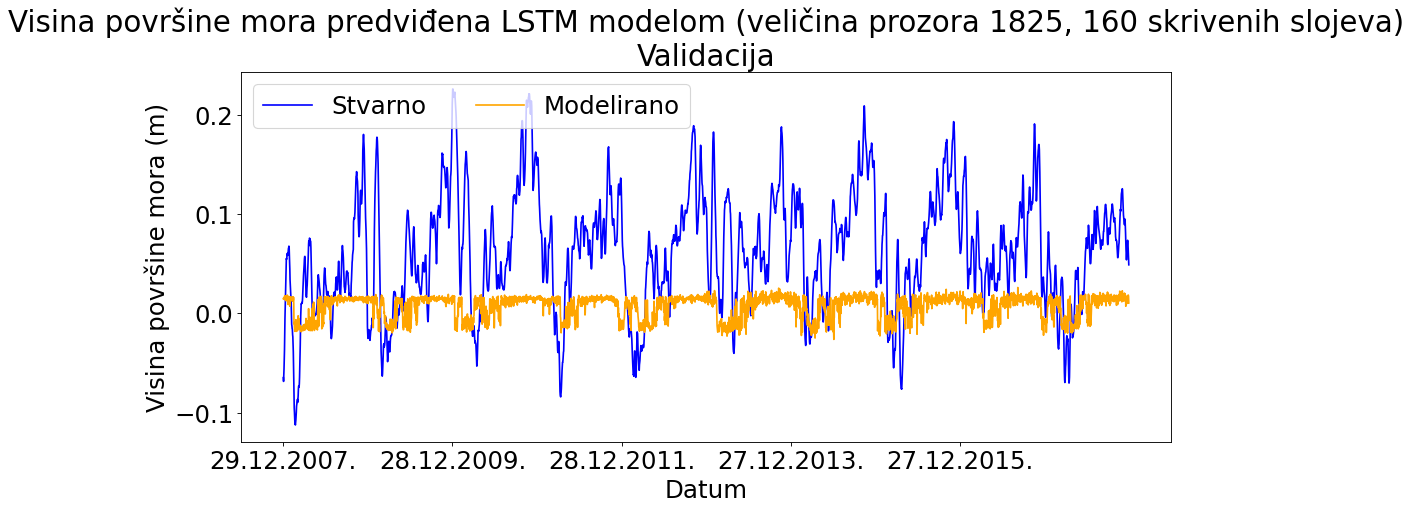 Visina površine mora predviđena LSTM modelom (veličina prozora 1825, 160 skrivenih slojeva)
Validacija
Stvarno Modelirano
Visina površine mora (m)
0.2
0.1
0.0
−0.1
29.12.2007. 28.12.2009. 28.12.2011. 27.12.2013. 27.12.2015.
Datum